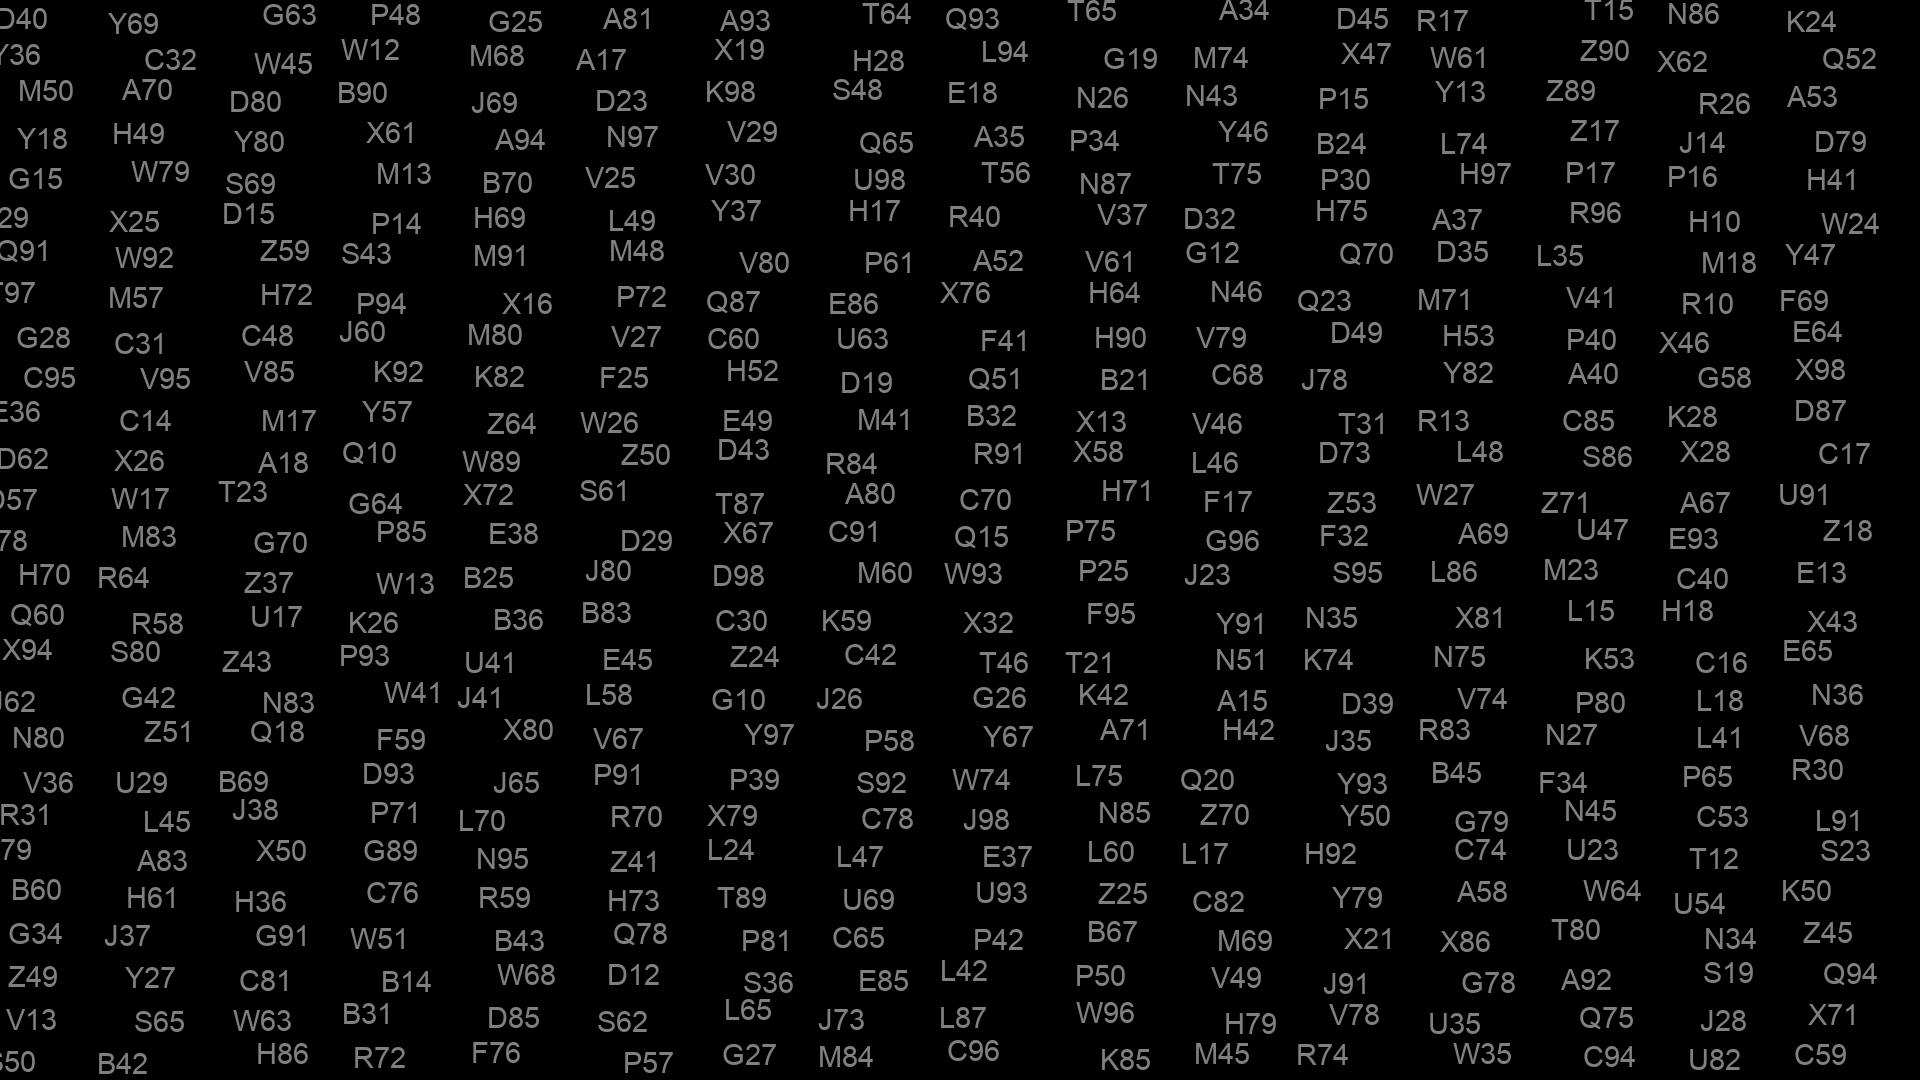 D40 Y69 G63 P48 G25 A81 A93 T64 Q93 T65 A34 D45 R17 T15 N86 K24
Y36 C32 W45 W12 M68 A17 X19 H28 L94 G19 M74 X47 W61 Z90 X62 Q52
M50 A70 D80 B90 J69 D23 K98 S48 E18 N26 N43 P15 Y13 Z89 R26 A53
Y18 H49 Y80 X61 A94 N97 V29 Q65 A35 P34 Y46 B24 L74 Z17 J14 D79
G15 W79 S69 M13 B70 V25 V30 U98 T56 N87 T75 P30 H97 P17 P16 H41
29 X25 D15 P14 H69 L49 Y37 H17 R40 V37 D32 H75 A37 R96 H10 W24
Q91 W92 Z59 S43 M91 M48 V80 P61 A52 V61 G12 Q70 D35 L35 M18 Y47
97 M57 H72 P94 X16 P72 Q87 E86 X76 H64 N46 Q23 M71 V41 R10 F69
G28 C31 C48 J60 M80 V27 C60 U63 F41 H90 V79 D49 H53 P40 X46 E64
C95 V95 V85 K92 K82 F25 H52 D19 Q51 B21 C68 J78 Y82 A40 G58 X98
E36 C14 M17 Y57 Z64 W26 E49 M41 B32 X13 V46 T31 R13 C85 K28 D87
D62 X26 A18 Q10 W89 Z50 D43 R84 R91 X58 L46 D73 L48 S86 X28 C17
57 W17 T23 G64 X72 S61 T87 A80 C70 H71 F17 Z53 W27 Z71 A67 U91
78 M83 G70 P85 E38 D29 X67 C91 Q15 P75 G96 F32 A69 U47 E93 Z18
H70 R64 Z37 W13 B25 J80 D98 M60 W93 P25 J23 S95 L86 M23 C40 E13
Q60 R58 U17 K26 B36 B83 C30 K59 X32 F95 Y91 N35 X81 L15 H18 X43
X94 S80 Z43 P93 U41 E45 Z24 C42 T46 T21 N51 K74 N75 K53 C16 E65
62 G42 N83 W41 J41 L58 G10 J26 G26 K42 A15 D39 V74 P80 L18 N36
N80 Z51 Q18 F59 X80 V67 Y97 P58 Y67 A71 H42 J35 R83 N27 L41 V68
V36 U29 B69 D93 J65 P91 P39 S92 W74 L75 Q20 Y93 B45 F34 P65 R30
R31 L45 J38 P71 L70 R70 X79 C78 J98 N85 Z70 Y50 G79 N45 C53 L91
79 A83 X50 G89 N95 Z41 L24 L47 E37 L60 L17 H92 C74 U23 T12 S23
B60 H61 H36 C76 R59 H73 T89 U69 U93 Z25 C82 Y79 A58 W64 U54 K50
G34 J37 G91 W51 B43 Q78 P81 C65 P42 B67 M69 X21 X86 T80 N34 Z45
Z49 Y27 C81 B14 W68 D12 S36 E85 L42 P50 V49 J91 G78 A92 S19 Q94
V13 S65 W63 B31 D85 S62 L65 J73 L87 W96 H79 V78 U35 Q75 J28 X71
50 B42 H86 R72 F76 P57 G27 M84 C96 K85 M45 R74 W35 C94 U82 C59